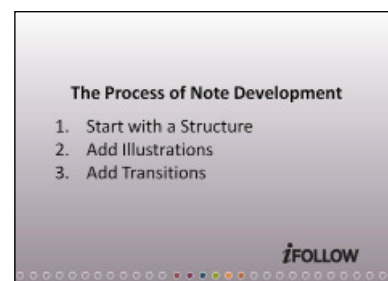 The Process of Note Development
1. Start with a Structure
2. Add Illustrations
3. Add Transitions
iFOLLOW